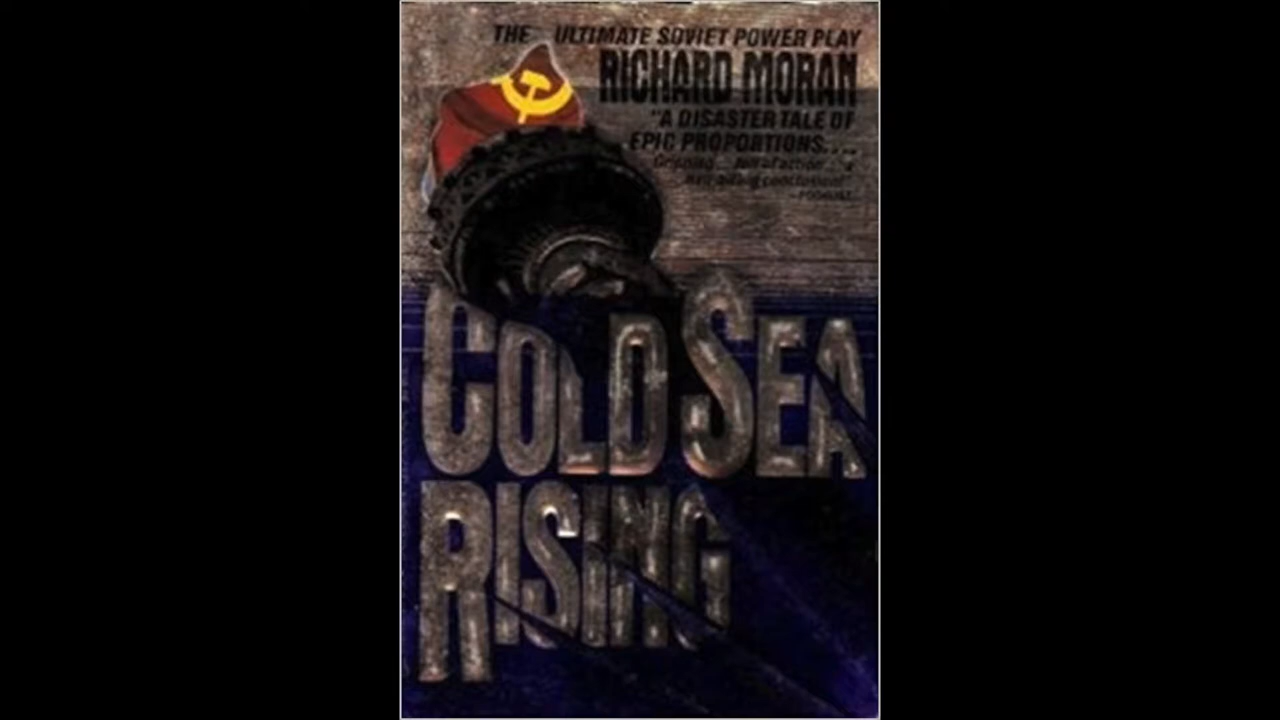 THE ULTIMATE SOVIET POWER PLAY
RICHARD MORAN
"A DISASTER TALE OF
EPIC PROPORTIONS....
COLD SEA
RISING